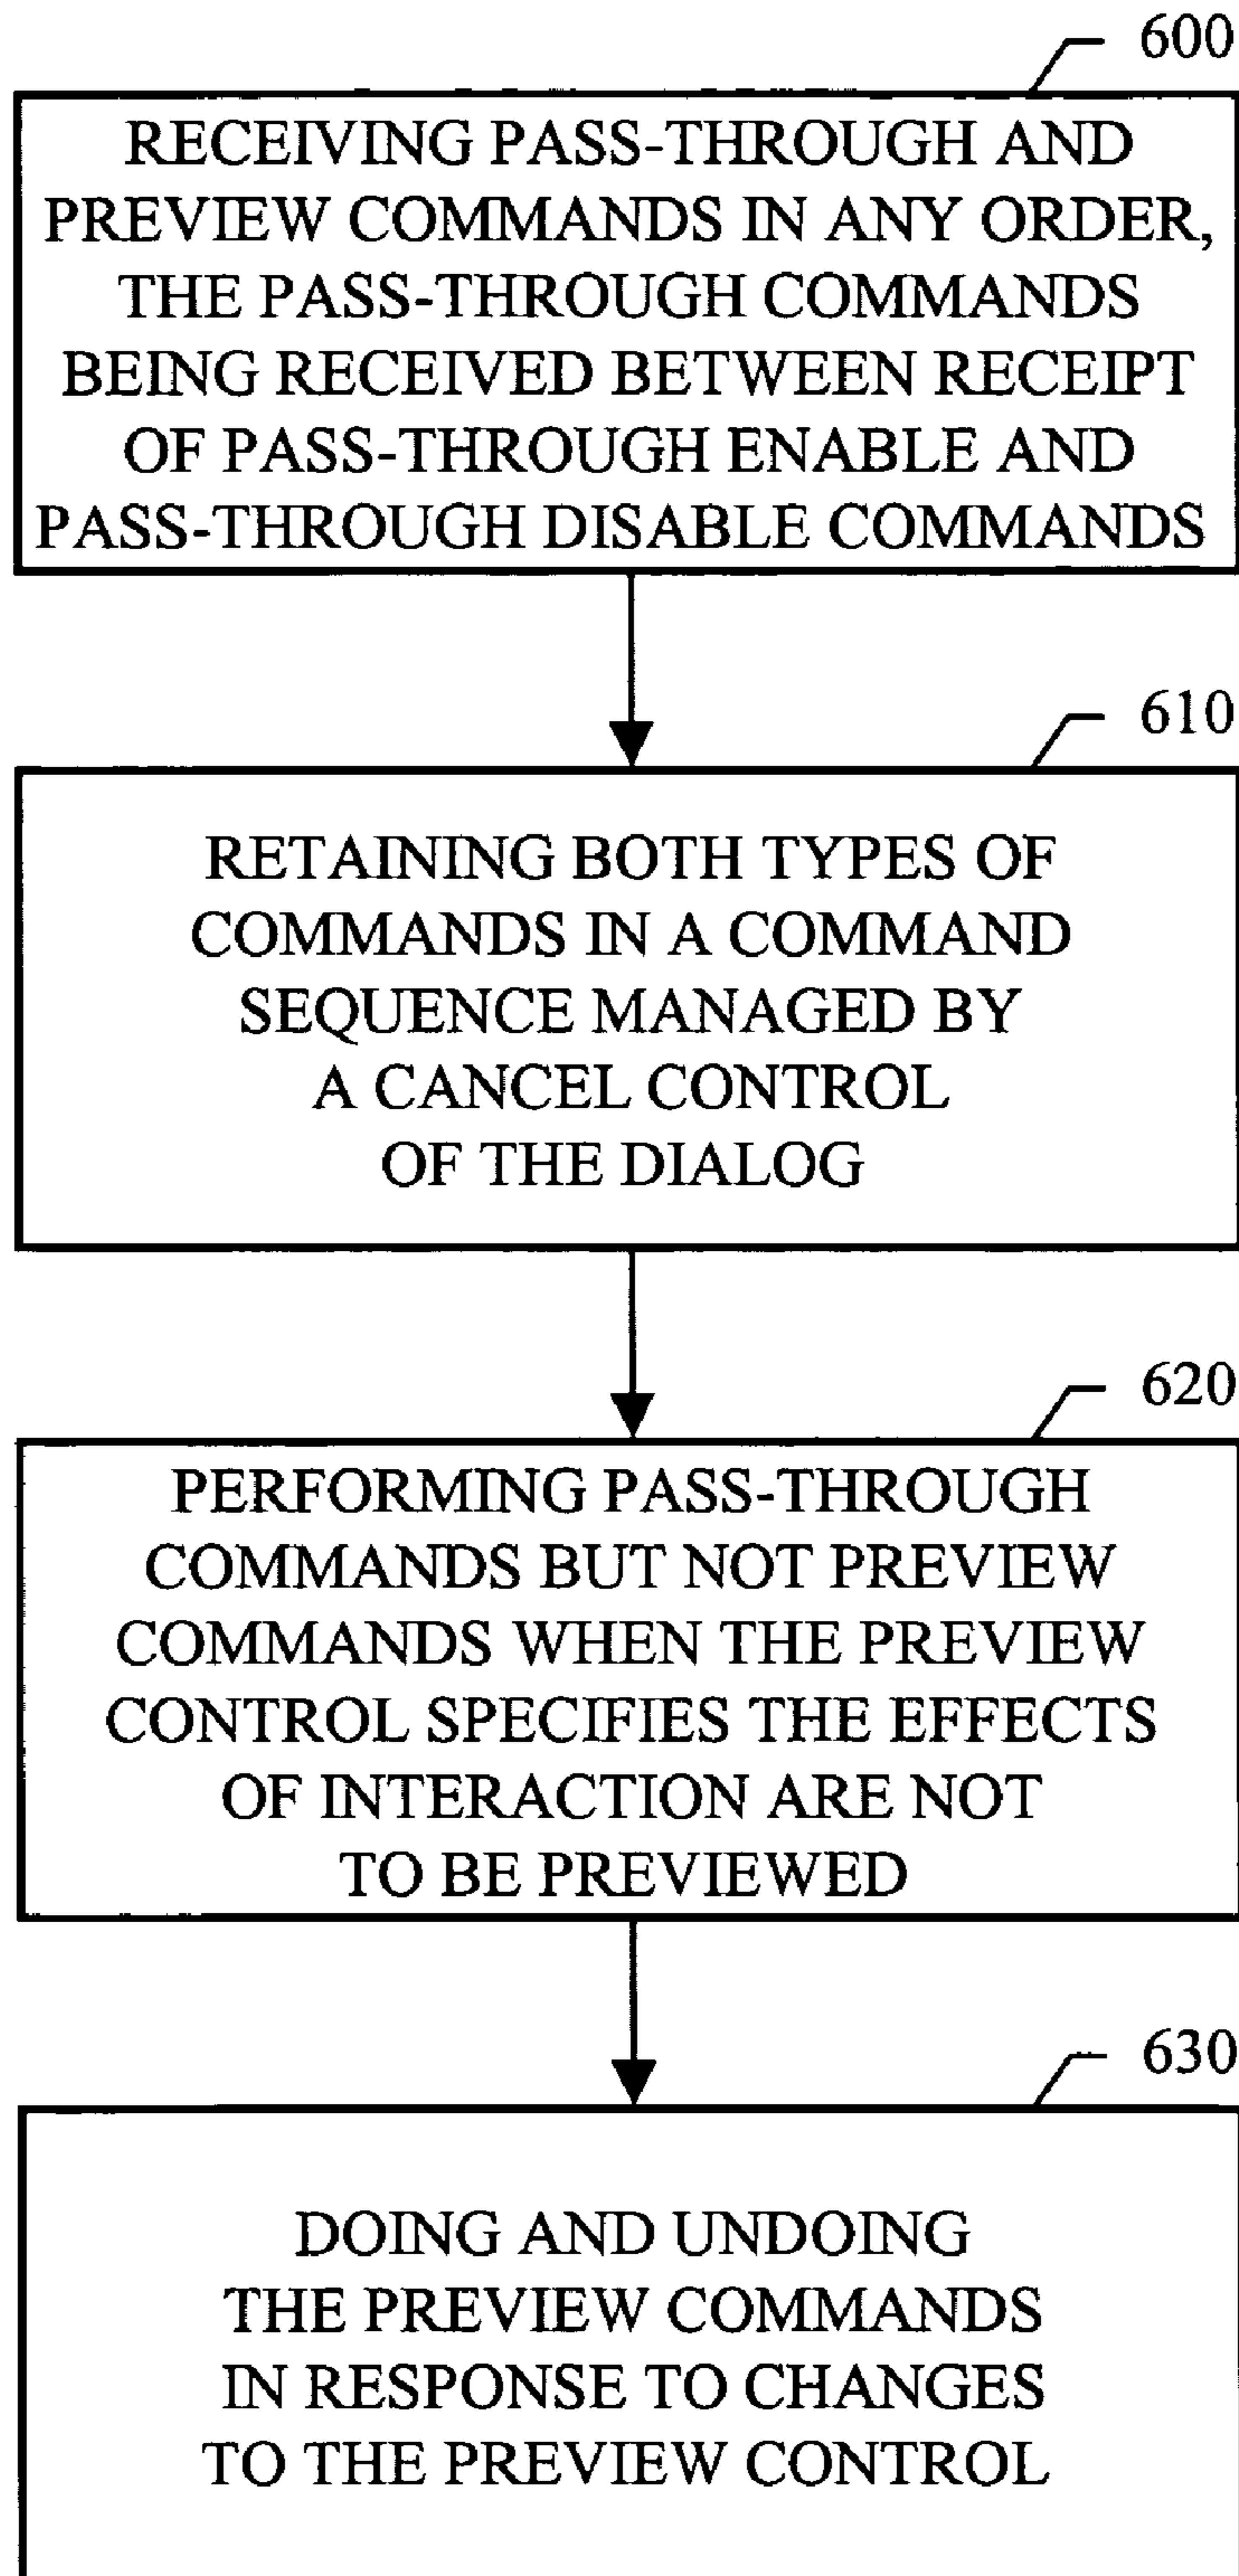 600
RECEIVING PASS-THROUGH AND
PREVIEW COMMANDS IN ANY ORDER,
THE PASS-THROUGH COMMANDS
BEING RECEIVED BETWEEN RECEIPT
OF PASS-THROUGH ENABLE AND
PASS-THROUGH DISABLE COMMANDS
610
RETAINING BOTH TYPES OF
COMMANDS IN A COMMAND
SEQUENCE MANAGED BY
A CANCEL CONTROL
OF THE DIALOG
620
PERFORMING PASS-THROUGH
COMMANDS BUT NOT PREVIEW
COMMANDS WHEN THE PREVIEW
CONTROL SPECIFIES THE EFFECTS
OF INTERACTION ARE NOT
TO BE PREVIEWED
630
DOING AND UNDOING
THE PREVIEW COMMANDS
IN RESPONSE TO CHANGES
TO THE PREVIEW CONTROL